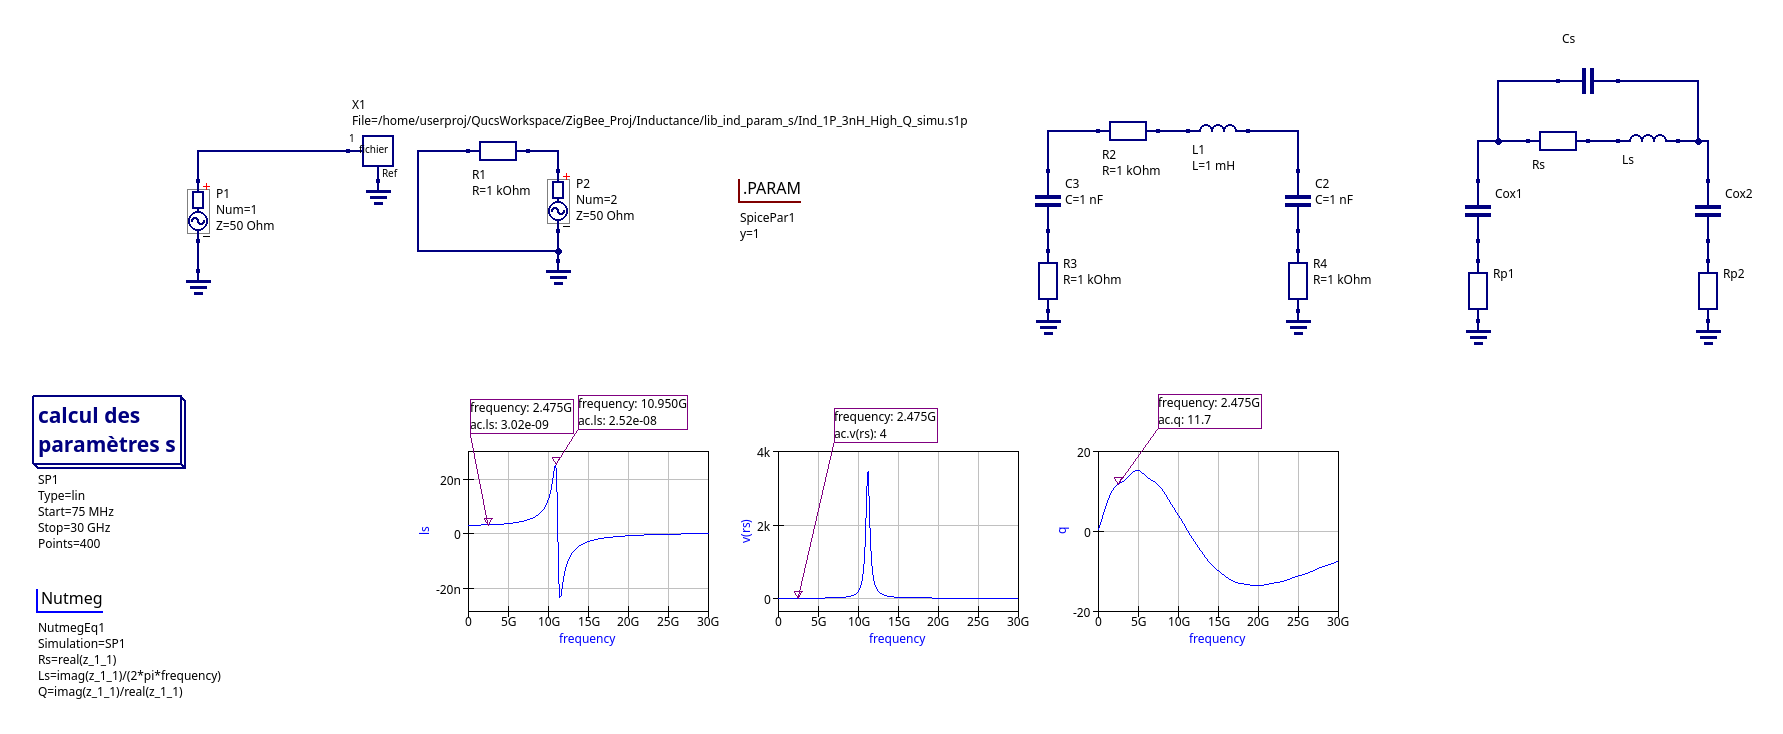 Cs
X1
File=/home/userproj/QucsWorkspace/ZigBee_Proj/Inductance/lib_ind_param_s/Ind_1P_3nH_High_Q_simu.s1p
1
fichier
Ref
P1
Num=1
Z=50 Ohm
R1
R=1 kOhm
P2
Num=2
Z=50 Ohm
.PARAM
SpicePar1
y=1
R2
R=1 kOhm
L1
L=1 mH
C3
C=1 nF
C2
C=1 nF
R3
R=1 kOhm
R4
R=1 kOhm
Rs
Ls
Cox1
Cox2
Rp1
Rp2
calcul des
paramètres s
SP1
Type=lin
Start=75 MHz
Stop=30 GHz
Points=400
Nutmeg
NutmegEq1
Simulation=SP1
Rs=real(z_1_1)
Ls=imag(z_1_1)/(2*pi*frequency)
Q=imag(z_1_1)/real(z_1_1)
frequency: 2.475G
ac.ls: 3.02e-09
frequency: 10.950G
ac.ls: 2.52e-08
20n
0
-20n
ls
0 5G 10G 15G 20G 25G 30G
frequency
frequency: 2.475G
ac.v(rs): 4
4k
2k
0
v(rs)
0 5G 10G 15G 20G 25G 30G
frequency
frequency: 2.475G
ac.q: 11.7
20
0
-20
q
0 5G 10G 15G 20G 25G 30G
frequency